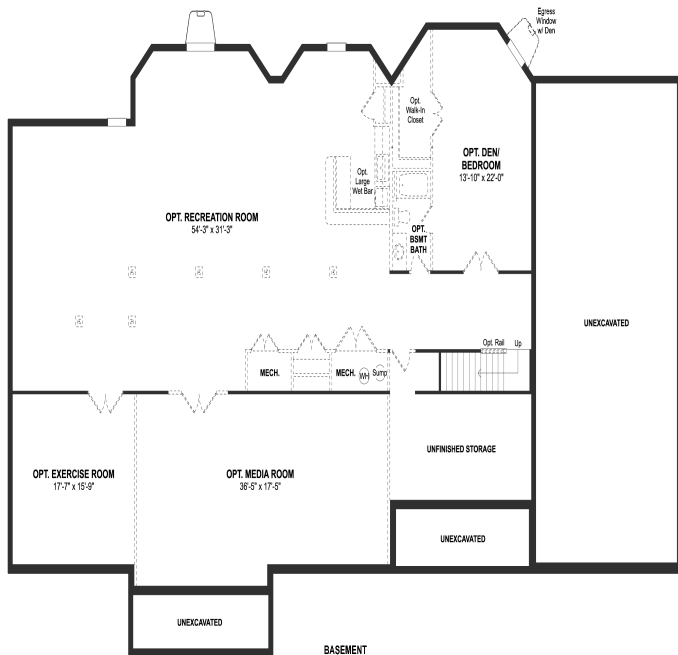 Egress
Window
w/ Den
Opt.
Walk-In
Closet
OPT. DEN/
BEDROOM
13'-10" x 22'-0"
Opt.
Large
Wet Bar
OPT. RECREATION ROOM
54'-3" x 31'-3"
OPT.
BSMT
BATH
UNEXCAVATED
Opt. Rail
Up
MECH.
MECH.
WH
Sump
UNFINISHED STORAGE
OPT. EXERCISE ROOM
17'-7" x 15'-9"
OPT. MEDIA ROOM
36'-5" x 17'-5"
UNEXCAVATED
UNEXCAVATED
BASEMENT